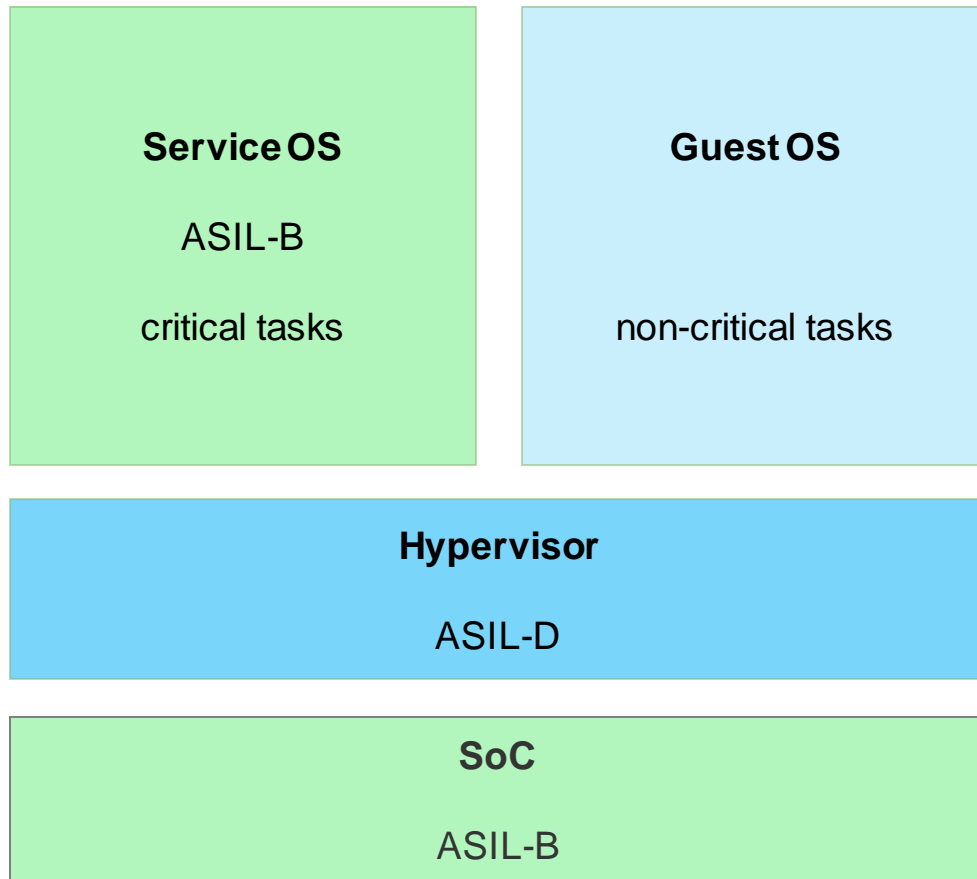 Service OS
ASIL-B
critical tasks
Guest OS
non-critical tasks
Hypervisor
ASIL-D
SoC
ASIL-B